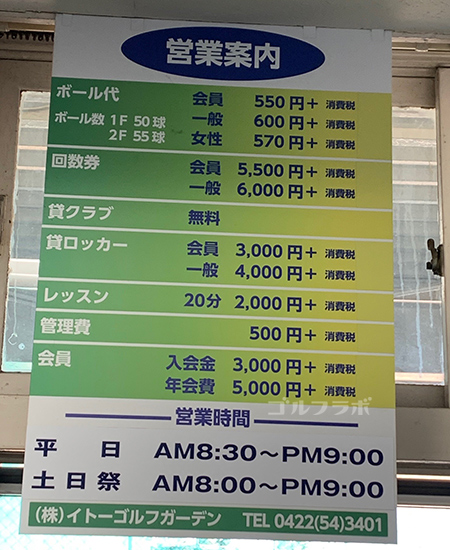 営業案内
ボール代 会員 550円+ 消費税
ボール数 1F 50球 一般 600円+ 消費税
2F 55球 女性 570円+ 消費税
回数券 会員 5,500円+ 消費税
一般 6,000円+ 消費税
貸クラブ 無料
貸ロッカー 会員 3,000円+ 消費税
一般 4,000円+ 消費税
レッスン 20分 2,000円+ 消費税
管理費 500円+ 消費税
会員 入会金 3,000円+ 消費税
年会費 5,000円+ 消費税
ゴルフラボ
営業時間
平日 AM8:30〜PM9:00
土日祭 AM8:00〜PM9:00
(株)イトーゴルフガーデン TEL 0422(54)3401